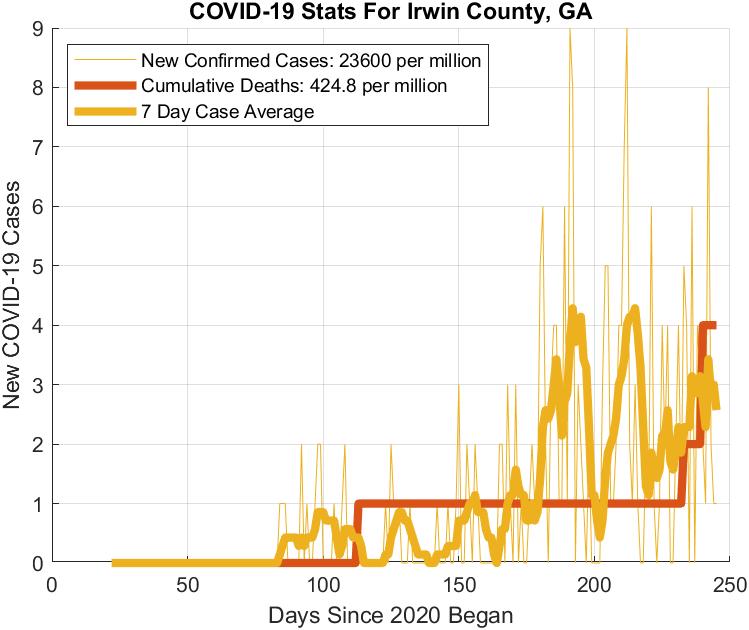 COVID-19 Stats For Irwin County, GA
New Confirmed Cases: 23600 per million
Cumulative Deaths: 424.8 per million
7 Day Case Average
New COVID-19 Cases
9
8
7
6
5
4
3
2
1
0
0 50 100 150 200 250
Days Since 2020 Began